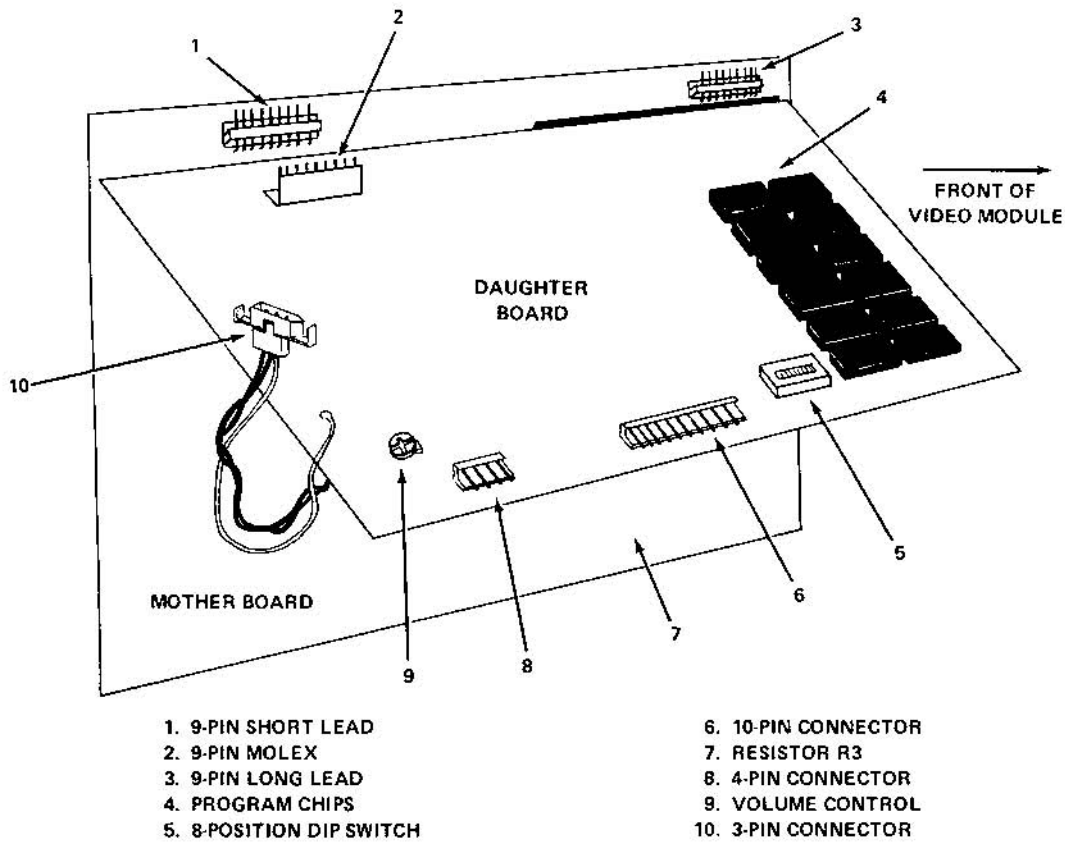 1
2
3
4
FRONT OF
VIDEO MODULE
DAUGHTER
BOARD
10
5
6
MOTHER BOARD
7
8
9
1. 9-PIN SHORT LEAD
2. 9-PIN MOLEX
3. 9-PIN LONG LEAD
4. PROGRAM CHIPS
5. 8-POSITION DIP SWITCH
6. 10-PIN CONNECTOR
7. RESISTOR R3
8. 4-PIN CONNECTOR
9. VOLUME CONTROL
10. 3-PIN CONNECTOR